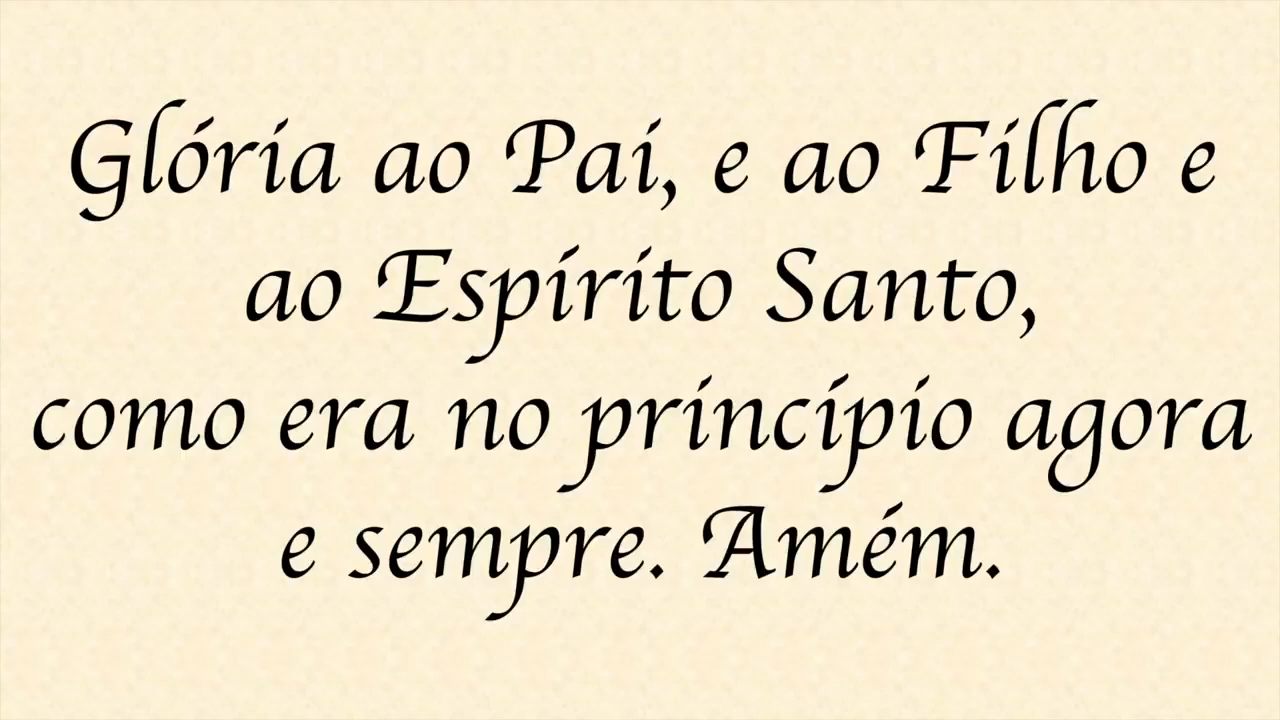 Glória ao Pai, e ao Filho e
ao Espírito Santo,
como era no princípio agora
e sempre. Amém.